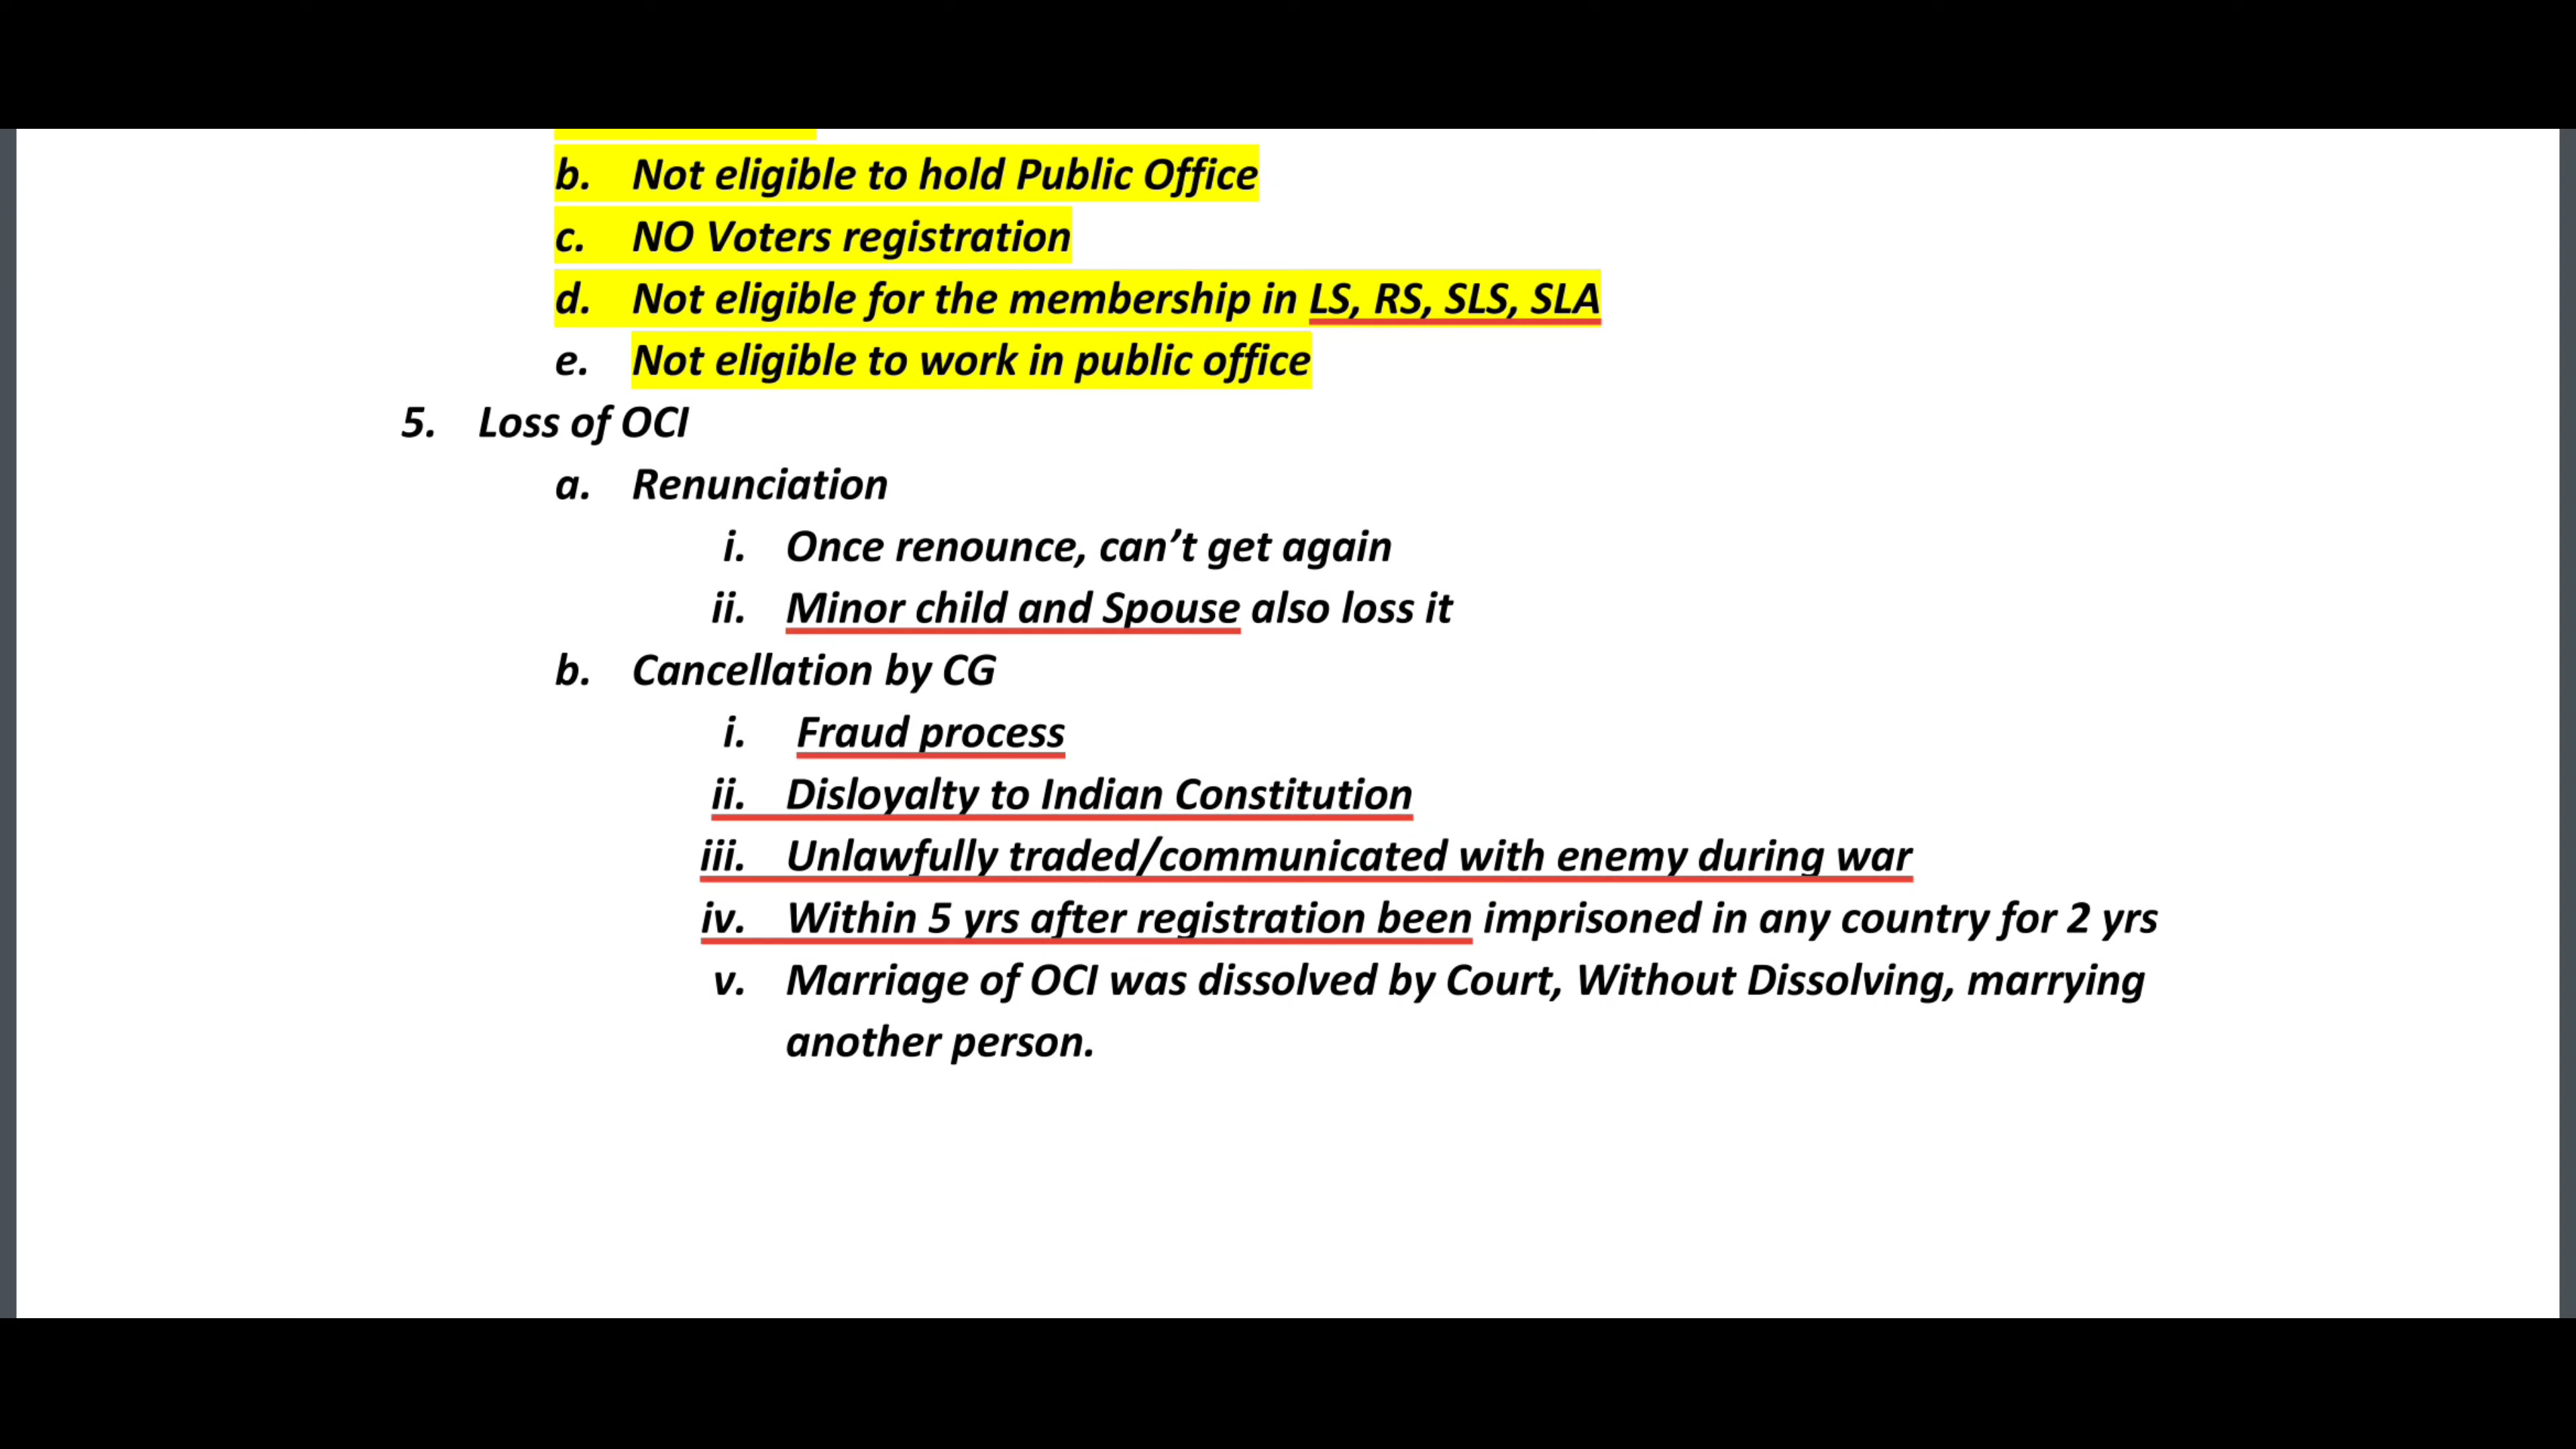 b. Not eligible to hold Public Office
c. NO Voters registration
d. Not eligible for the membership in LS, RS, SLS, SLA
e. Not eligible to work in public office
5. Loss of OCI
a. Renunciation
i. Once renounce, can’t get again
ii. Minor child and Spouse also loss it
b. Cancellation by CG
i. Fraud process
ii. Disloyalty to Indian Constitution
iii. Unlawfully traded/communicated with enemy during war
iv. Within 5 yrs after registration been imprisoned in any country for 2 yrs
v. Marriage of OCI was dissolved by Court, Without Dissolving, marrying
another person.